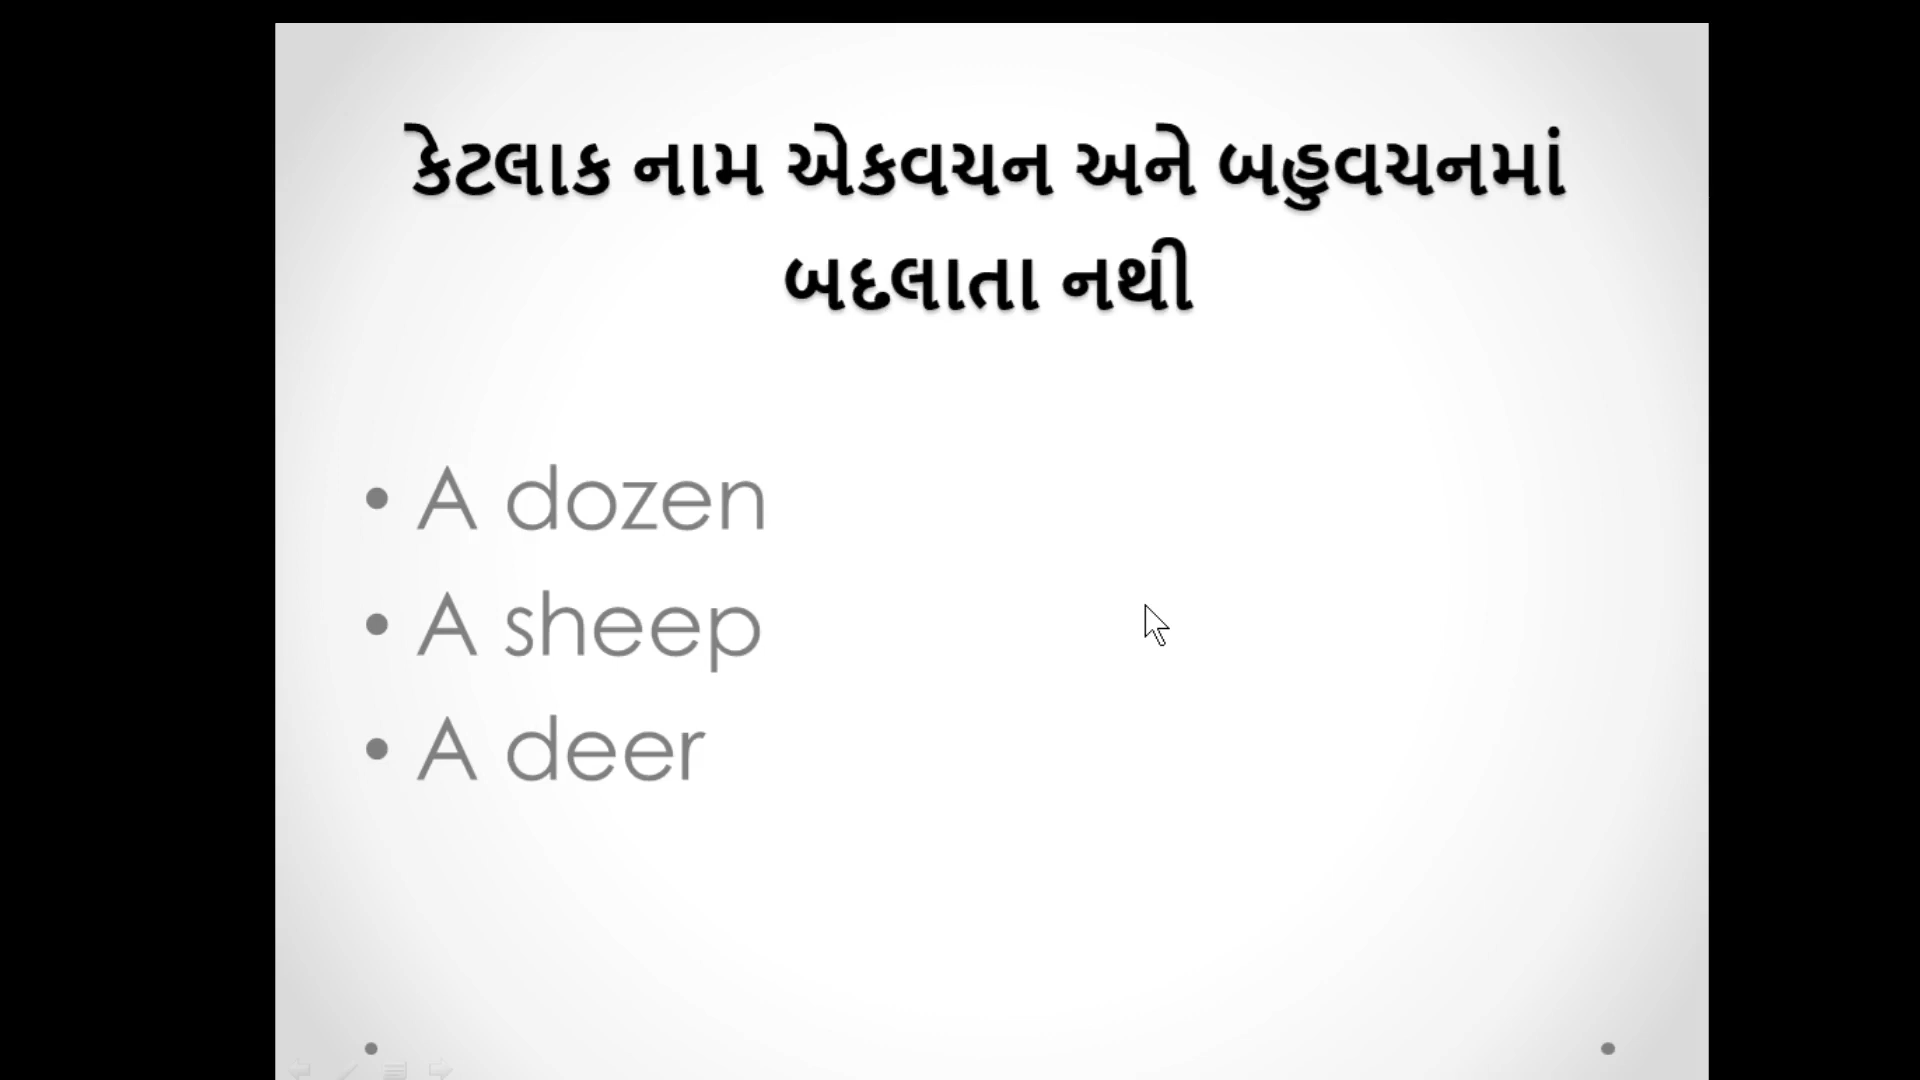 કેટલાક નામ એકવચન અને બહુવચનમાં
બદલાતા નથી
• A dozen
• A sheep
• A deer